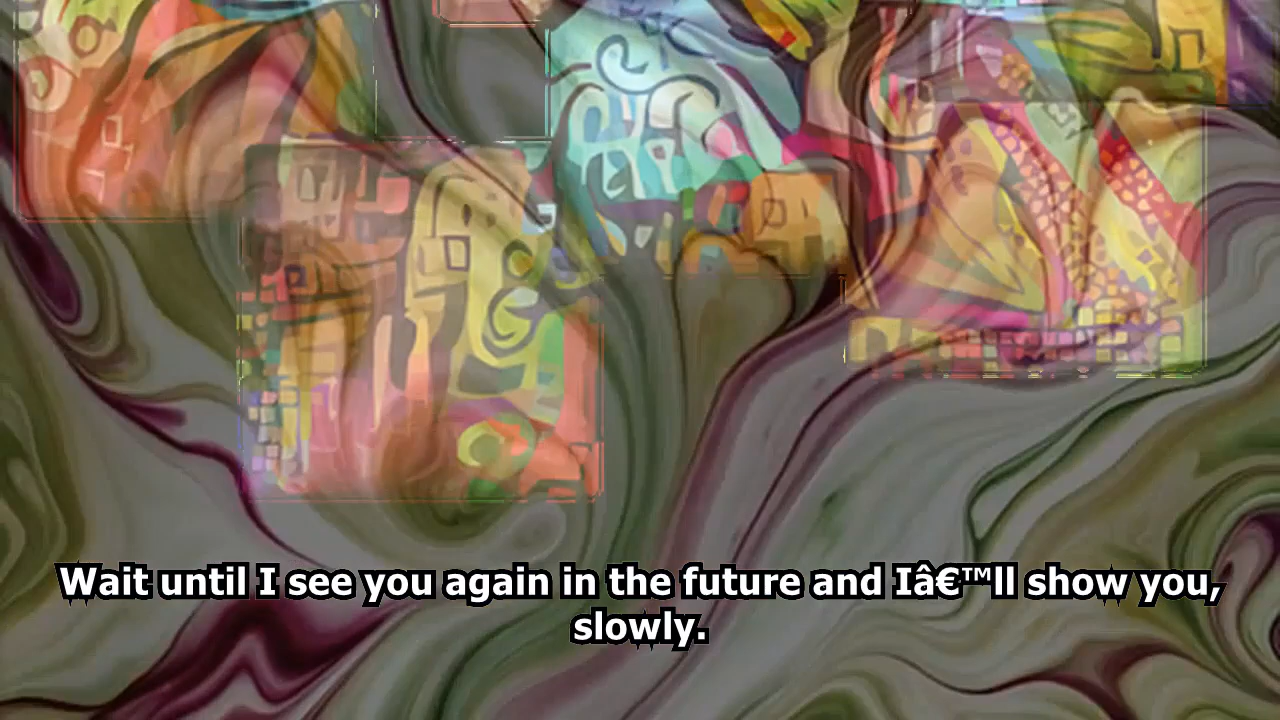 Wait until I see you again in the future and Iâ€™ll show you,
slowly.